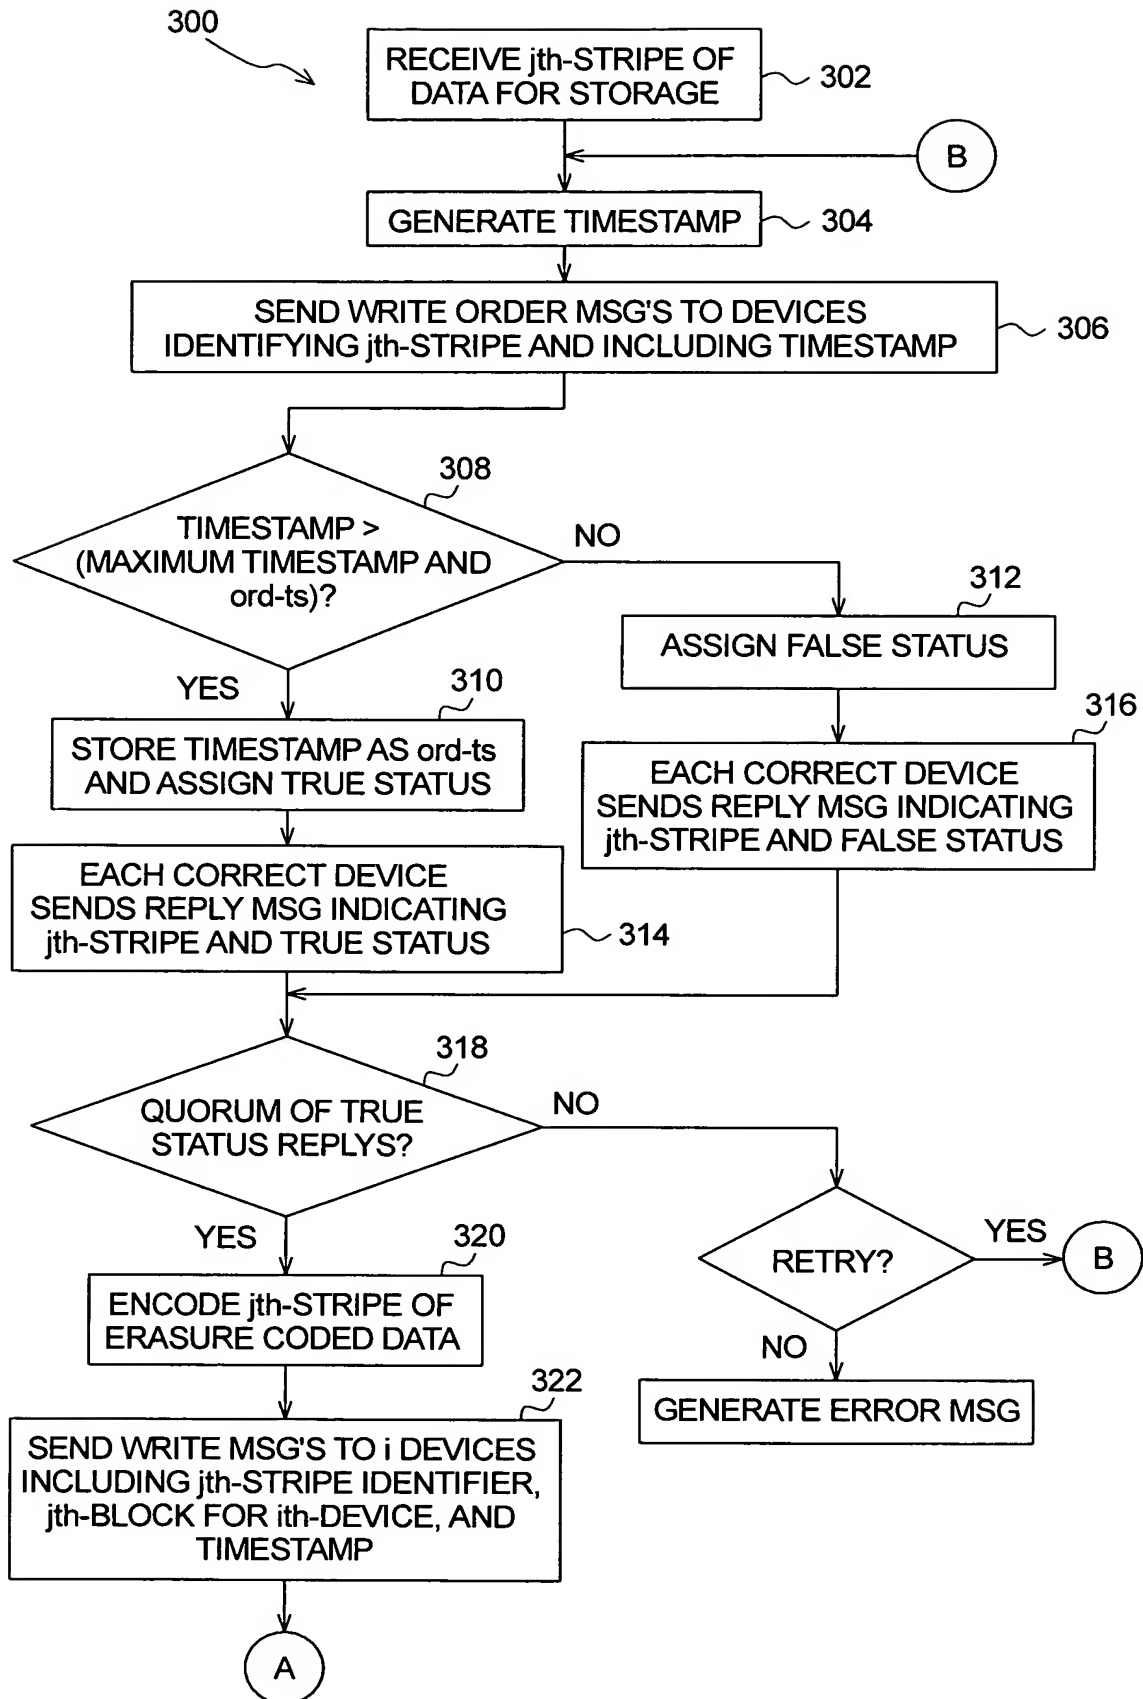 300
RECEIVE jth-STRIPE OF
DATA FOR STORAGE
302
B
GENERATE TIMESTAMP
304
SEND WRITE ORDER MSG'S TO DEVICES
IDENTIFYING jth-STRIPE AND INCLUDING TIMESTAMP
306
308
TIMESTAMP >
(MAXIMUM TIMESTAMP AND
ord-ts)?
NO
312
ASSIGN FALSE STATUS
YES
310
STORE TIMESTAMP AS ord-ts
AND ASSIGN TRUE STATUS
316
EACH CORRECT DEVICE
SENDS REPLY MSG INDICATING
jth-STRIPE AND FALSE STATUS
EACH CORRECT DEVICE
SENDS REPLY MSG INDICATING
jth-STRIPE AND TRUE STATUS
314
318
QUORUM OF TRUE
STATUS REPLYS?
NO
YES
RETRY?
YES
B
320
ENCODE jth-STRIPE OF
ERASURE CODED DATA
NO
GENERATE ERROR MSG
322
SEND WRITE MSG'S TO i DEVICES
INCLUDING jth-STRIPE IDENTIFIER,
jth-BLOCK FOR ith-DEVICE, AND
TIMESTAMP
A